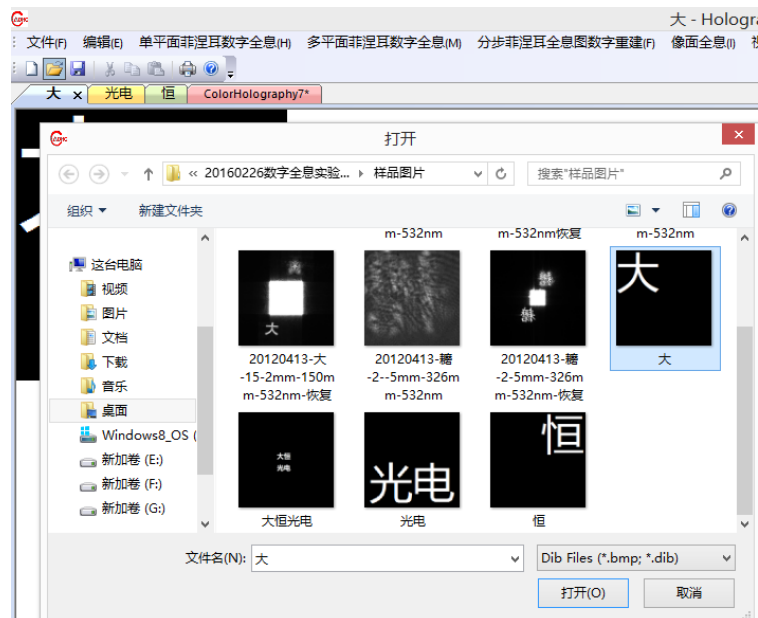 大 - Hologra
文件(F) 编辑(E) 单平面菲涅耳数字全息(H) 多平面菲涅耳数字全息(M) 分步菲涅耳全息图数字重建(F) 像面全息(I)
大 × 光电 恒 ColorHolography7*
打开
« 20160226数字全息实验... ▸ 样品图片 搜索"样品图片"
组织 ▾ 新建文件夹
m-532nm m-532nm恢复 m-532nm
这台电脑
视频
图片
文档
下载
音乐
桌面
Windows8_OS (
新加卷 (E:)
新加卷 (F:)
新加卷 (G:)
大
大
20120413-大
-15-2mm-150m
m-532nm-恢复
20120413-
-2--5mm-326m
m-532nm
20120413-
-2-5mm-326m
m-532nm-恢复
大
大
大恒
光电
大恒光电
光电
光电
恒
恒
文件名(N): 大 Dib Files (*.bmp; *.dib)
打开(O) 取消